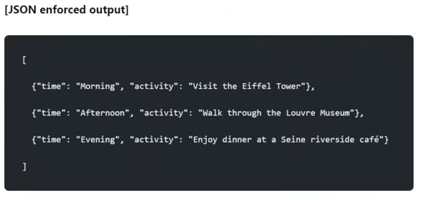 [JSON enforced output]
[
{"time": "Morning", "activity": "Visit the Eiffel Tower"},
{"time": "Afternoon", "activity": "Walk through the Louvre Museum"},
{"time": "Evening", "activity": "Enjoy dinner at a Seine riverside café"}
]